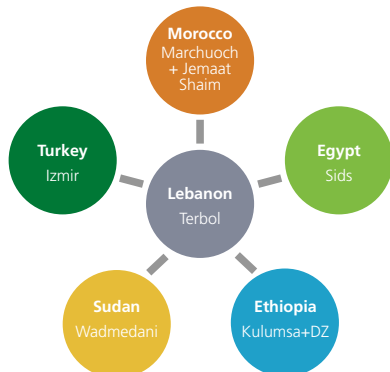 Morocco
Marchuoch
+ Jemaat
Shaim
Turkey
Izmir
Egypt
Sids
Lebanon
Terbol
Sudan
Wadmedani
Ethiopia
Kulumsa+DZ